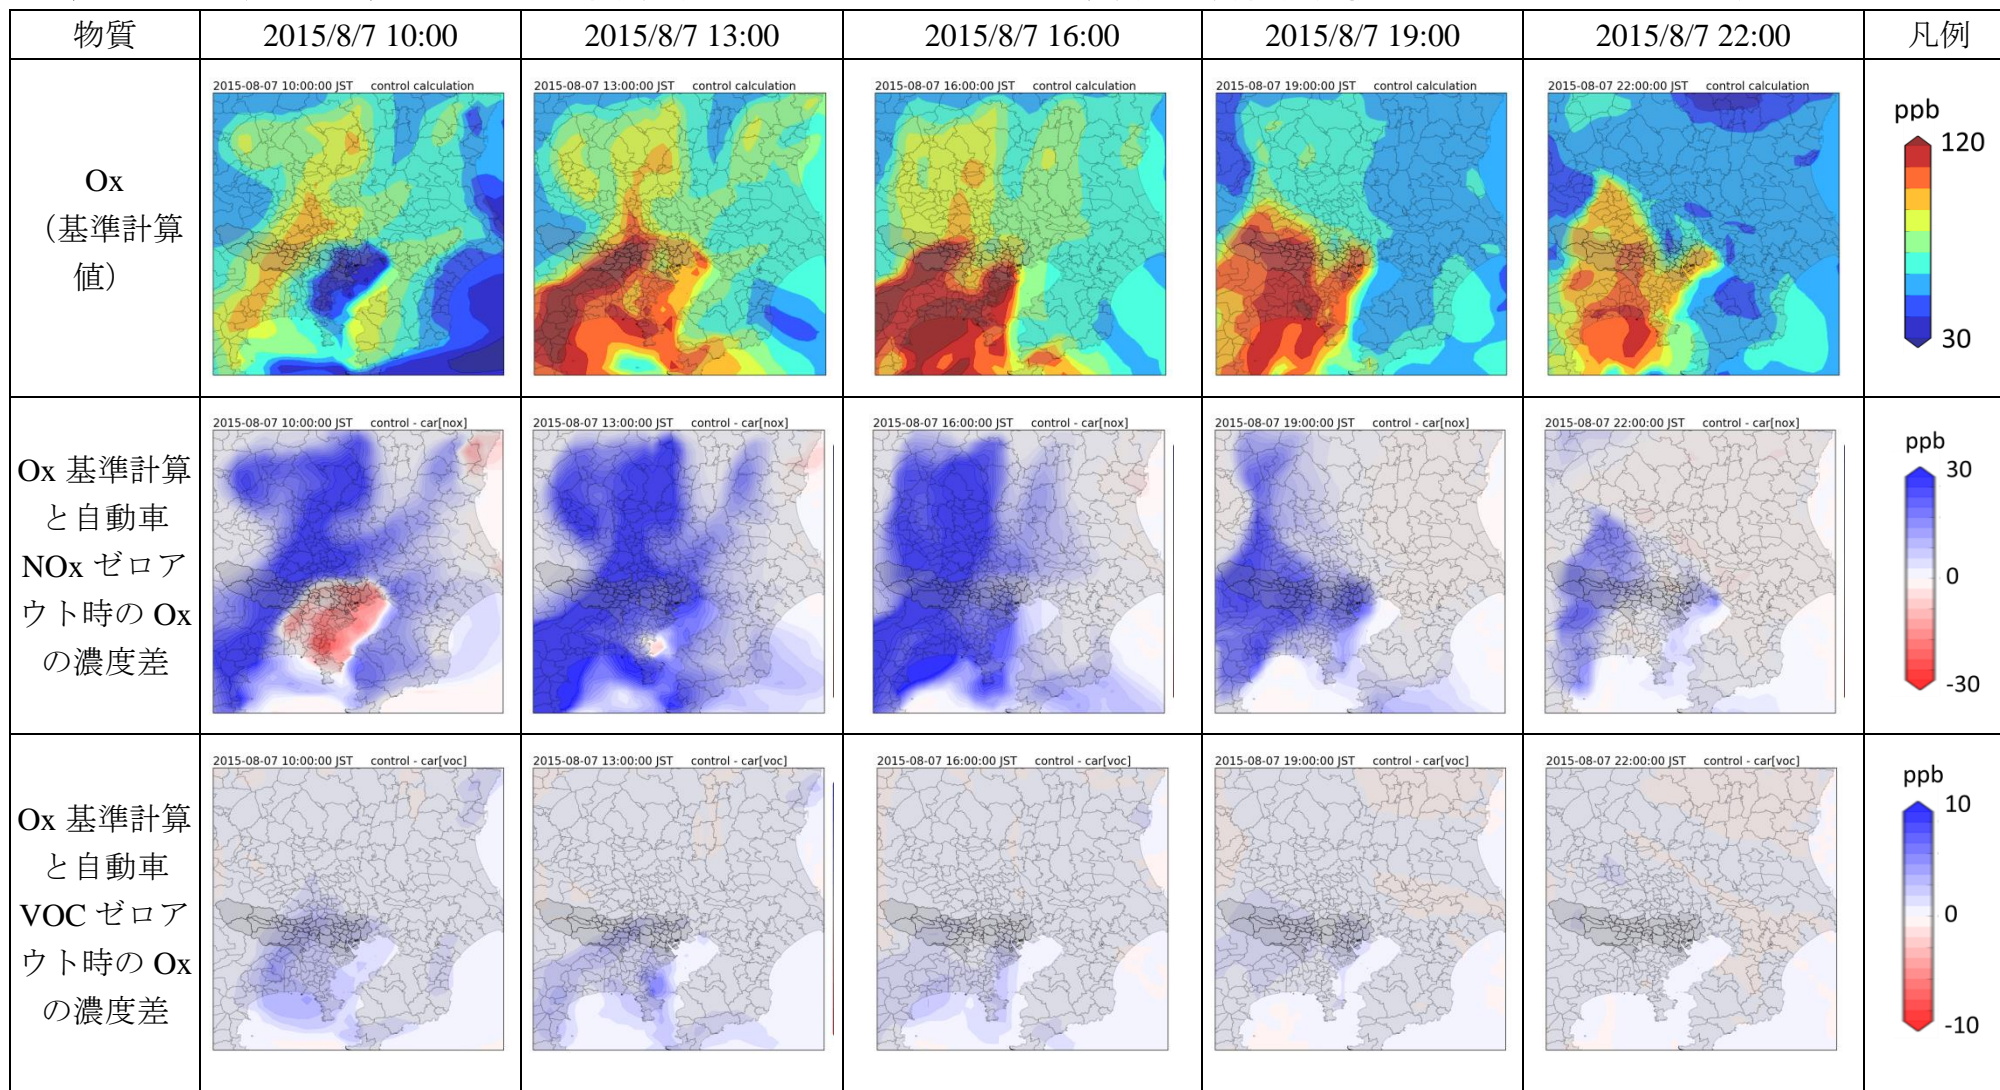 物質 2015/8/7 10:00 2015/8/7 13:00 2015/8/7 16:00 2015/8/7 19:00 2015/8/7 22:00 凡例
2015-08-07 10:00:00 JST control calculation
2015-08-07 13:00:00 JST control calculation
2015-08-07 16:00:00 JST control calculation
2015-08-07 19:00:00 JST control calculation
2015-08-07 22:00:00 JST control calculation
Ox
（基準計算
値）
ppb
120
30
2015-08-07 10:00:00 JST control - car[nox]
2015-08-07 13:00:00 JST control - car[nox]
2015-08-07 16:00:00 JST control - car[nox]
2015-08-07 19:00:00 JST control - car[nox]
2015-08-07 22:00:00 JST control - car[nox]
Ox 基準計算
と自動車
NOx ゼロア
ウト時の Ox
の濃度差
ppb
30
0
-30
2015-08-07 10:00:00 JST control - car[voc]
2015-08-07 13:00:00 JST control - car[voc]
2015-08-07 16:00:00 JST control - car[voc]
2015-08-07 19:00:00 JST control - car[voc]
2015-08-07 22:00:00 JST control - car[voc]
Ox 基準計算
と自動車
VOC ゼロア
ウト時の Ox
の濃度差
ppb
10
0
-10